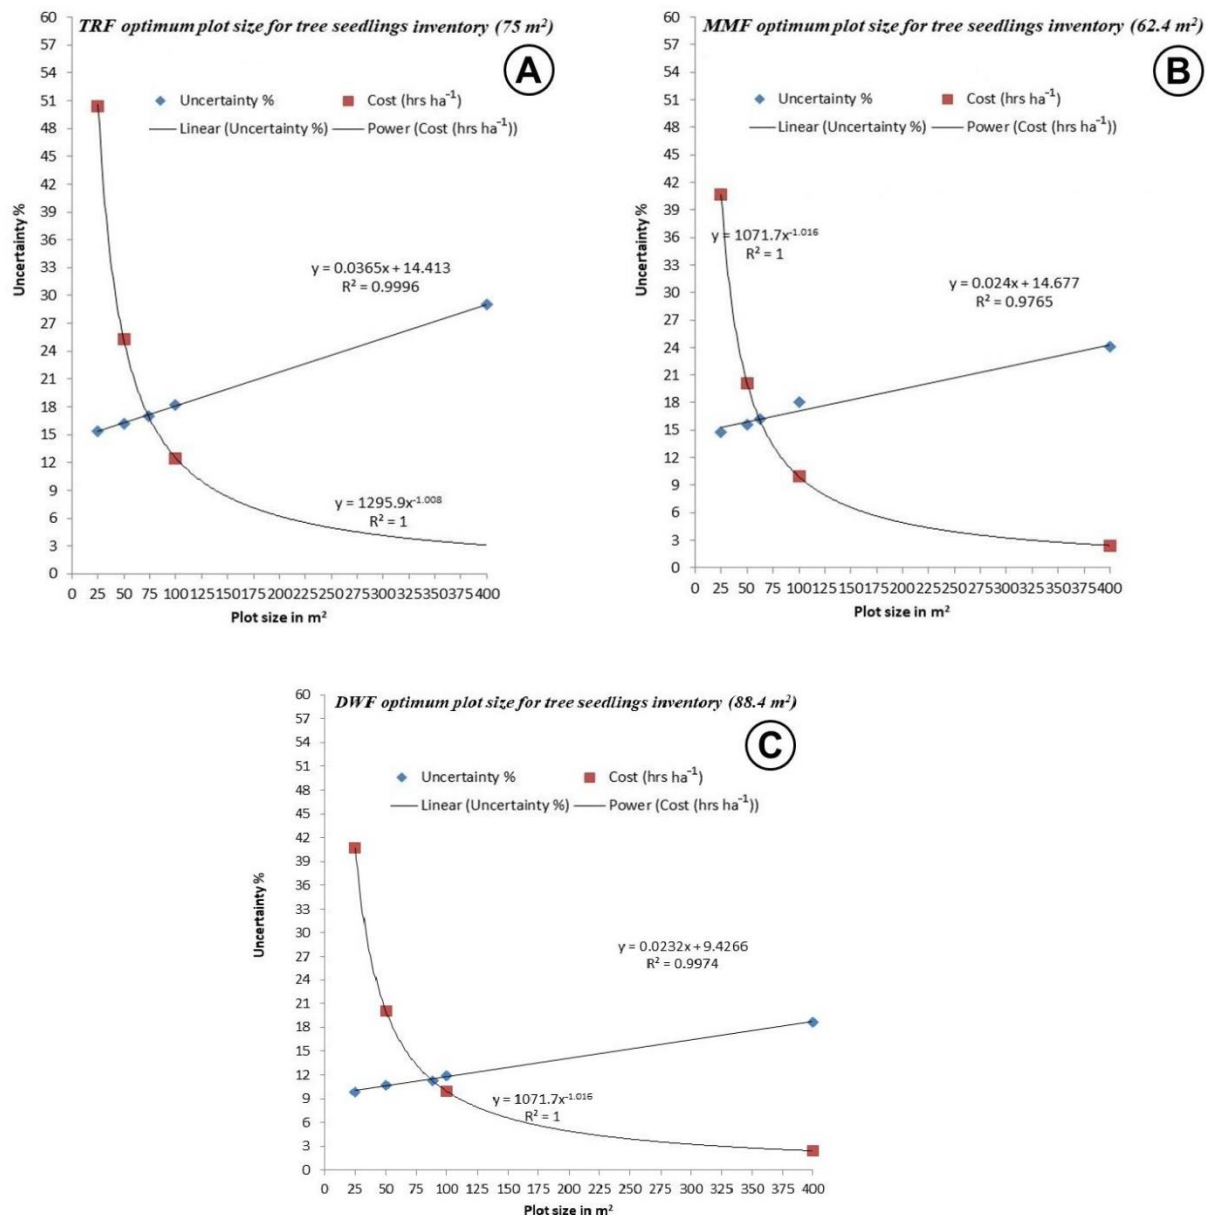 TRF optimum plot size for tree seedlings inventory (75 m²)
A
Uncertainty %
Cost (hrs ha⁻¹)
Linear (Uncertainty %)
Power (Cost (hrs ha⁻¹))
60
57
54
51
48
45
42
39
36
33
30
27
24
21
18
15
12
9
6
3
0
Uncertainty %
y = 0.0365x + 14.413
R² = 0.9996
y = 1295.9x⁻¹·⁰⁰⁸
R² = 1
0 25 50 75 100 125 150 175 200 225 250 275 300 325 350 375 400
Plot size in m²
MMF optimum plot size for tree seedlings inventory (62.4 m²)
B
Uncertainty %
Cost (hrs ha⁻¹)
Linear (Uncertainty %)
Power (Cost (hrs ha⁻¹))
60
57
54
51
48
45
42
39
36
33
30
27
24
21
18
15
12
9
6
3
0
Uncertainty %
y = 1071.7x⁻¹·⁰¹⁶
R² = 1
y = 0.024x + 14.677
R² = 0.9765
0 25 50 75 100 125 150 175 200 225 250 275 300 325 350 375 400
Plot size in m²
DWF optimum plot size for tree seedlings inventory (88.4 m²)
C
Uncertainty %
Cost (hrs ha⁻¹)
Linear (Uncertainty %)
Power (Cost (hrs ha⁻¹))
60
57
54
51
48
45
42
39
36
33
30
27
24
21
18
15
12
9
6
3
0
Uncertainty %
y = 0.0232x + 9.4266
R² = 0.9974
y = 1071.7x⁻¹·⁰¹⁶
R² = 1
0 25 50 75 100 125 150 175 200 225 250 275 300 325 350 375 400
Plot size in m²